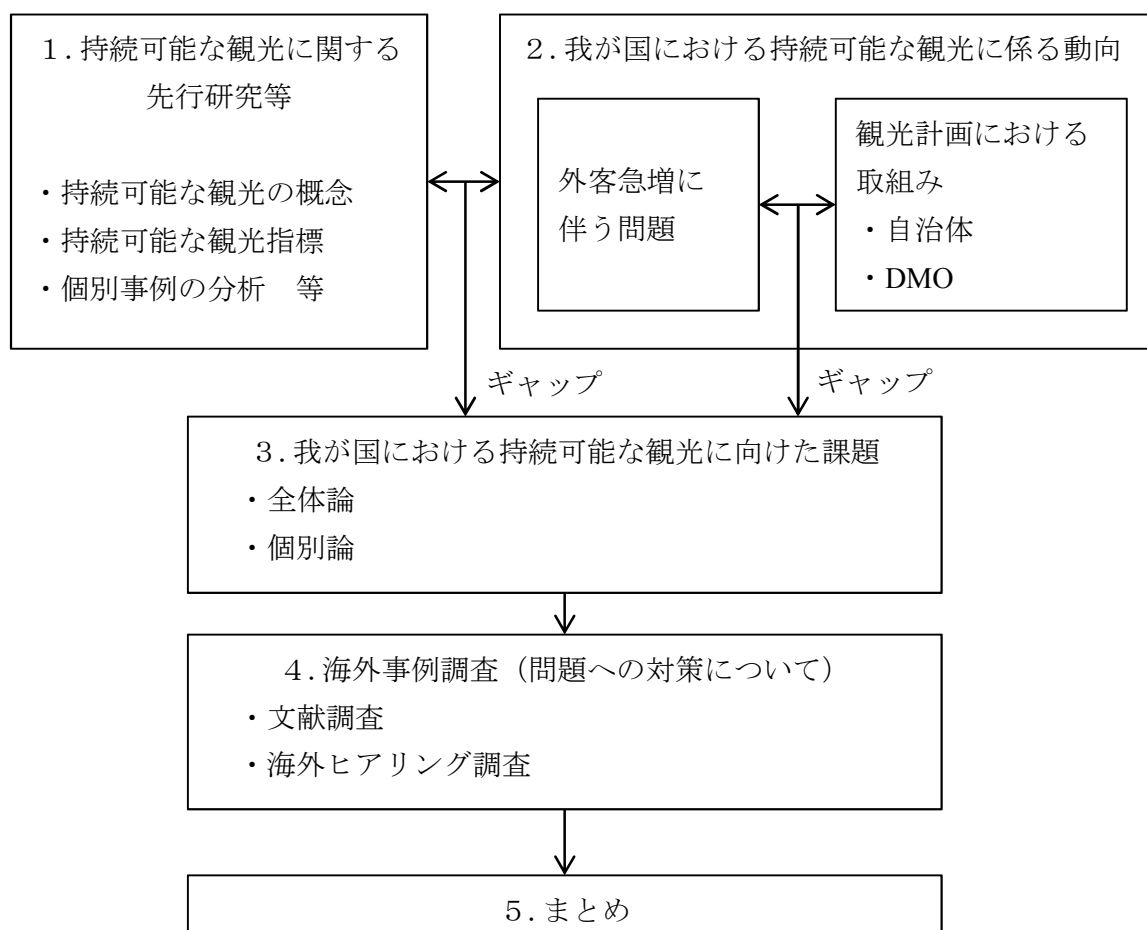 １.持続可能な観光に関する
先行研究等
・持続可能な観光の概念
・持続可能な観光指標
・個別事例の分析　等
２.我が国における持続可能な観光に係る動向
外客急増に
伴う問題
観光計画における
取組み
・自治体
・DMO
ギャップ
ギャップ
３.我が国における持続可能な観光に向けた課題
・全体論
・個別論
４.海外事例調査（問題への対策について）
・文献調査
・海外ヒアリング調査
５.まとめ